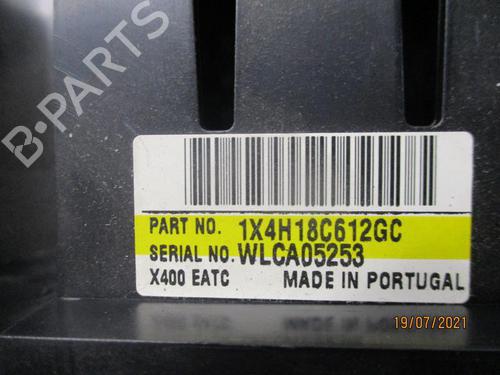 B-PARTS
PART NO. 1X4H18C612GC
SERIAL NO. WLCA05253
X400 EATC MADE IN PORTUGAL
19/07/2021